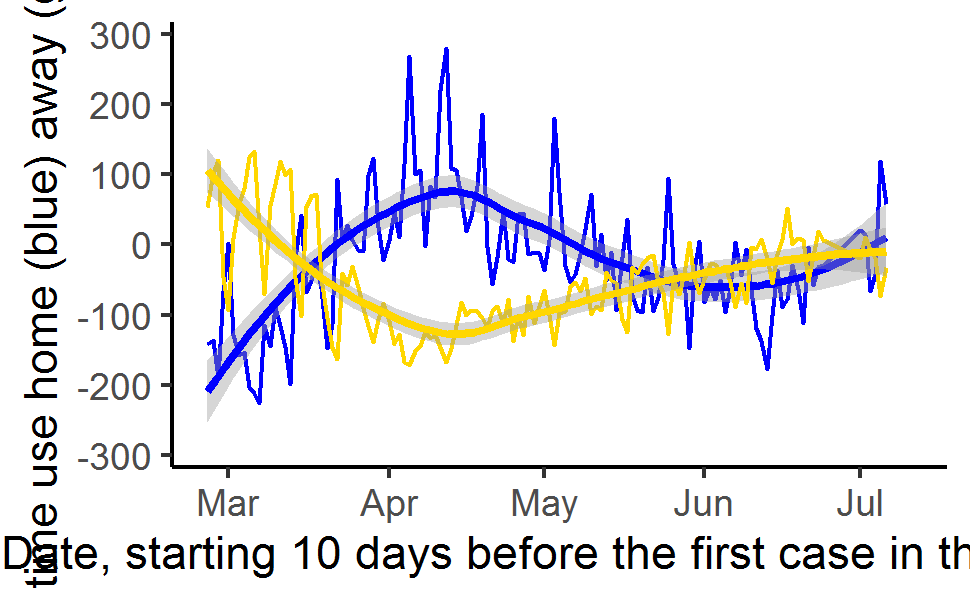 time use home (blue) away (
300
200
100
0
-100
-200
-300
Mar Apr May Jun Jul
Date, starting 10 days before the first case in th